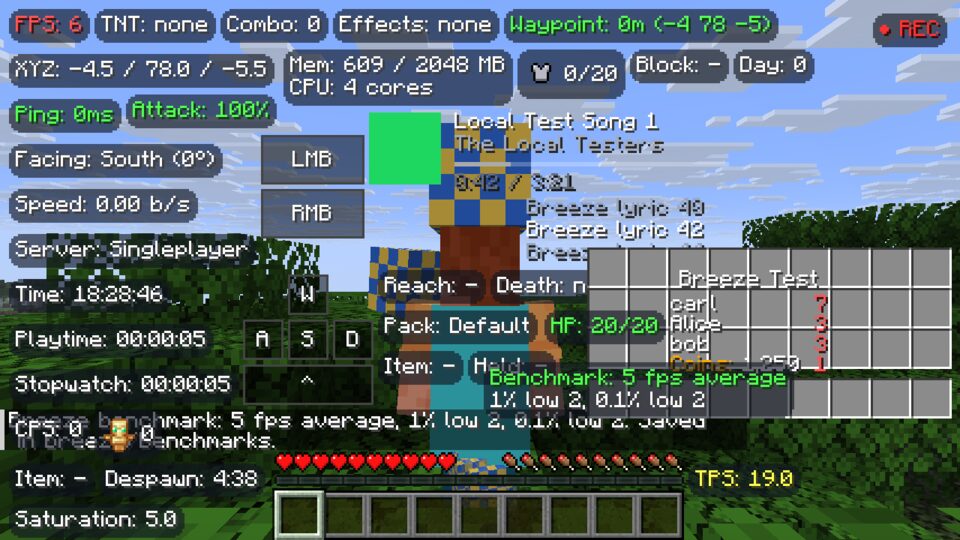 FPS: 6 TNT: none Combo: 0 Effects: none Waypoint: 0m (-4 78 -5) REC
XYZ: -4.5 / 78.0 / -5.5 Mem: 609 / 2048 MB 0/20 Block: - Day: 0
CPU: 4 cores
Ping: 0ms Attack: 100%
Local Test Song 1
The Local Testers
Facing: South (0°) LMB
0:42 / 3:21
Speed: 0.00 b/s RMB
Breeze lyric 42
Server: Singleplayer
Breeze Test
Time: 18:28:46 W Reach: - Death:
carl 7
Alice 3
bob 3
Coins: 1,250 1
Playtime: 00:00:05 A S D Pack: Default HP: 20/20
Item: - Hold: -
Stopwatch: 00:00:05 ^
Benchmark: 5 fps average
1% low 2, 0.1% low 2
Breeze benchmark: 5 fps average, 1% low 2, 0.1% low 2. Saved
in Breeze benchmarks.
CPS: 0 0
Item: - Despawn: 4:38 TPS: 19.0
Saturation: 5.0